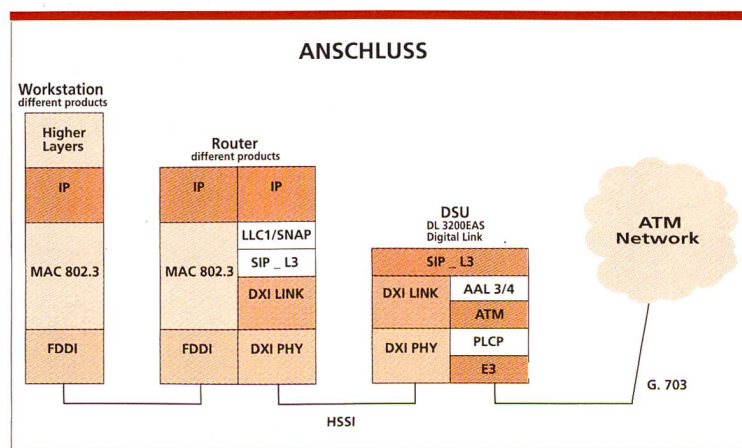 ANSCHLUSS
Workstation
different products
Higher
Layers
IP
MAC 802.3
FDDI
Router
different products
IP
IP
MAC 802.3
LLC1/SNAP
SIP _ L3
DXI LINK
FDDI
DXI PHY
HSSI
DSU
DL 3200EAS
Digital Link
SIP _ L3
DXI LINK
AAL 3/4
ATM
DXI PHY
PLCP
E3
ATM
Network
G. 703